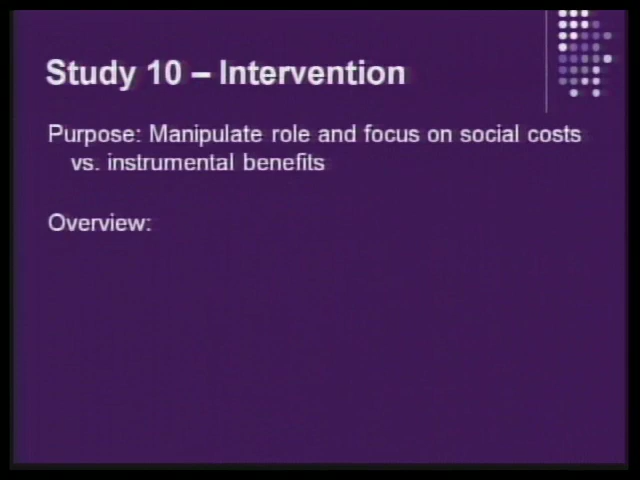 Study 10 – Intervention
Purpose: Manipulate role and focus on social costs
vs. instrumental benefits
Overview: